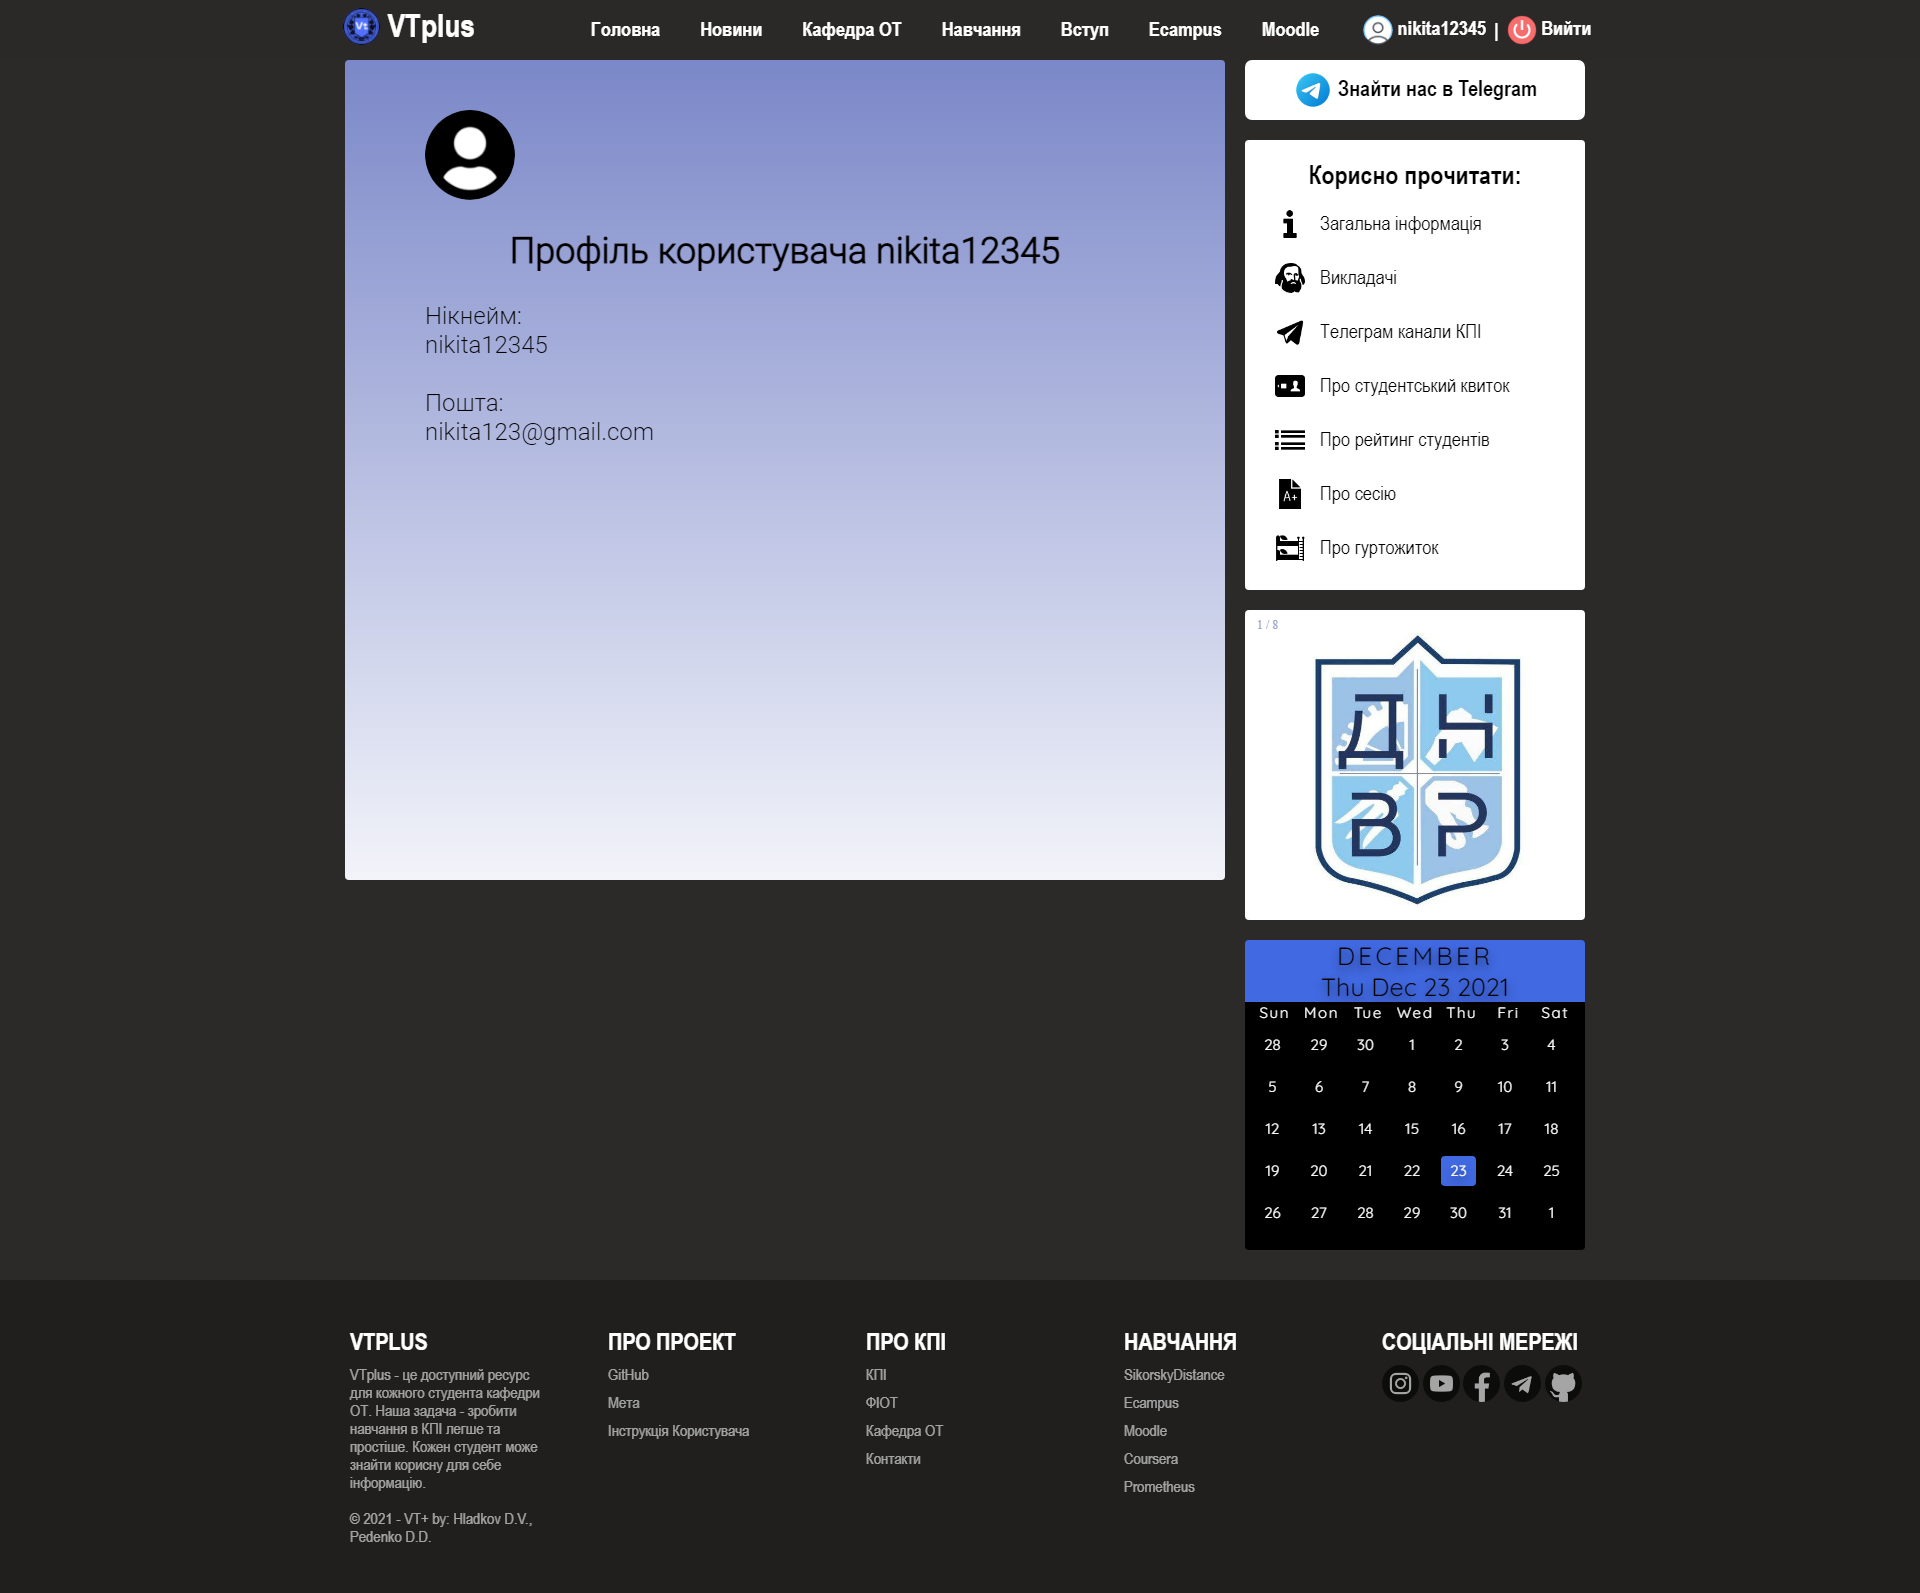 VTplus
Головна Новини Кафедра ОТ Навчання Вступ Ecampus Moodle
nikita12345 | Вийти
Профіль користувача nikita12345
Нікнейм:
nikita12345
Пошта:
nikita123@gmail.com
Знайти нас в Telegram
Корисно прочитати:
Загальна інформація
Викладачі
Телеграм канали КПІ
Про студентський квиток
Про рейтинг студентів
A+
Про сесію
Про гуртожиток
1 / 8
Д Н
В Р
DECEMBER
Thu Dec 23 2021
Sun Mon Tue Wed Thu Fri Sat
28 29 30 1 2 3 4
5 6 7 8 9 10 11
12 13 14 15 16 17 18
19 20 21 22 23 24 25
26 27 28 29 30 31 1
VTPLUS
VTplus - це доступний ресурс
для кожного студента кафедри
ОТ. Наша задача - зробити
навчання в КПІ легше та
простіше. Кожен студент може
знайти корисну для себе
інформацію.
© 2021 - VT+ by: Hladkov D.V.,
Pedenko D.D.
ПРО ПРОЕКТ
GitHub
Мета
Інструкція Користувача
ПРО КПІ
КПІ
ФІОТ
Кафедра ОТ
Контакти
НАВЧАННЯ
SikorskyDistance
Ecampus
Moodle
Coursera
Prometheus
СОЦІАЛЬНІ МЕРЕЖІ